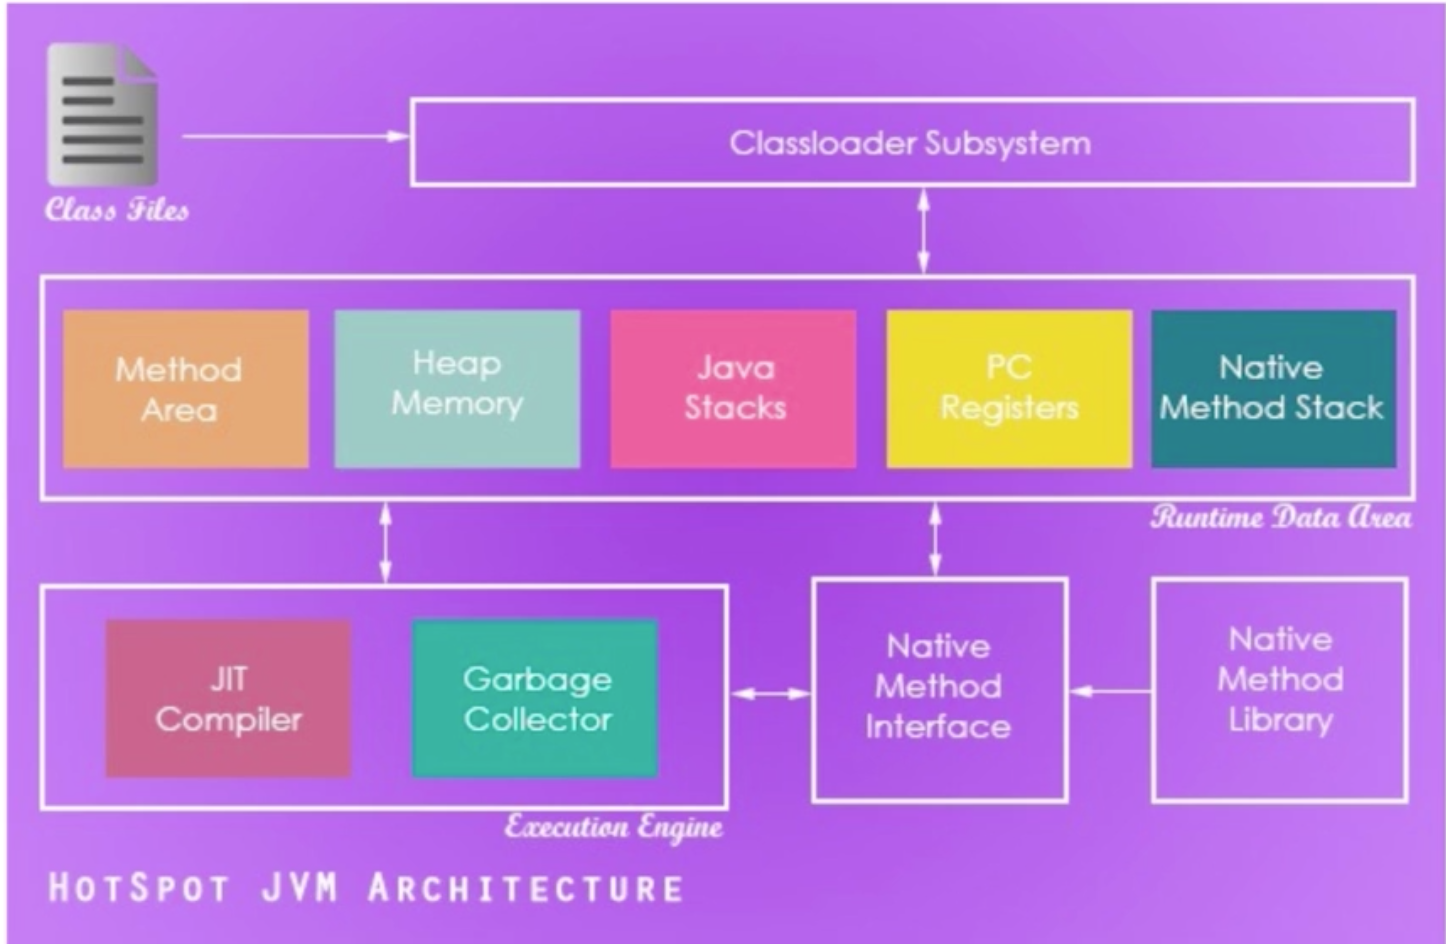 Classloader Subsystem
Class Files
Method
Area
Heap
Memory
Java
Stacks
PC
Registers
Native
Method Stack
Runtime Data Area
JIT
Compiler
Garbage
Collector
Native
Method
Interface
Native
Method
Library
Execution Engine
HOTSPOT JVM ARCHITECTURE